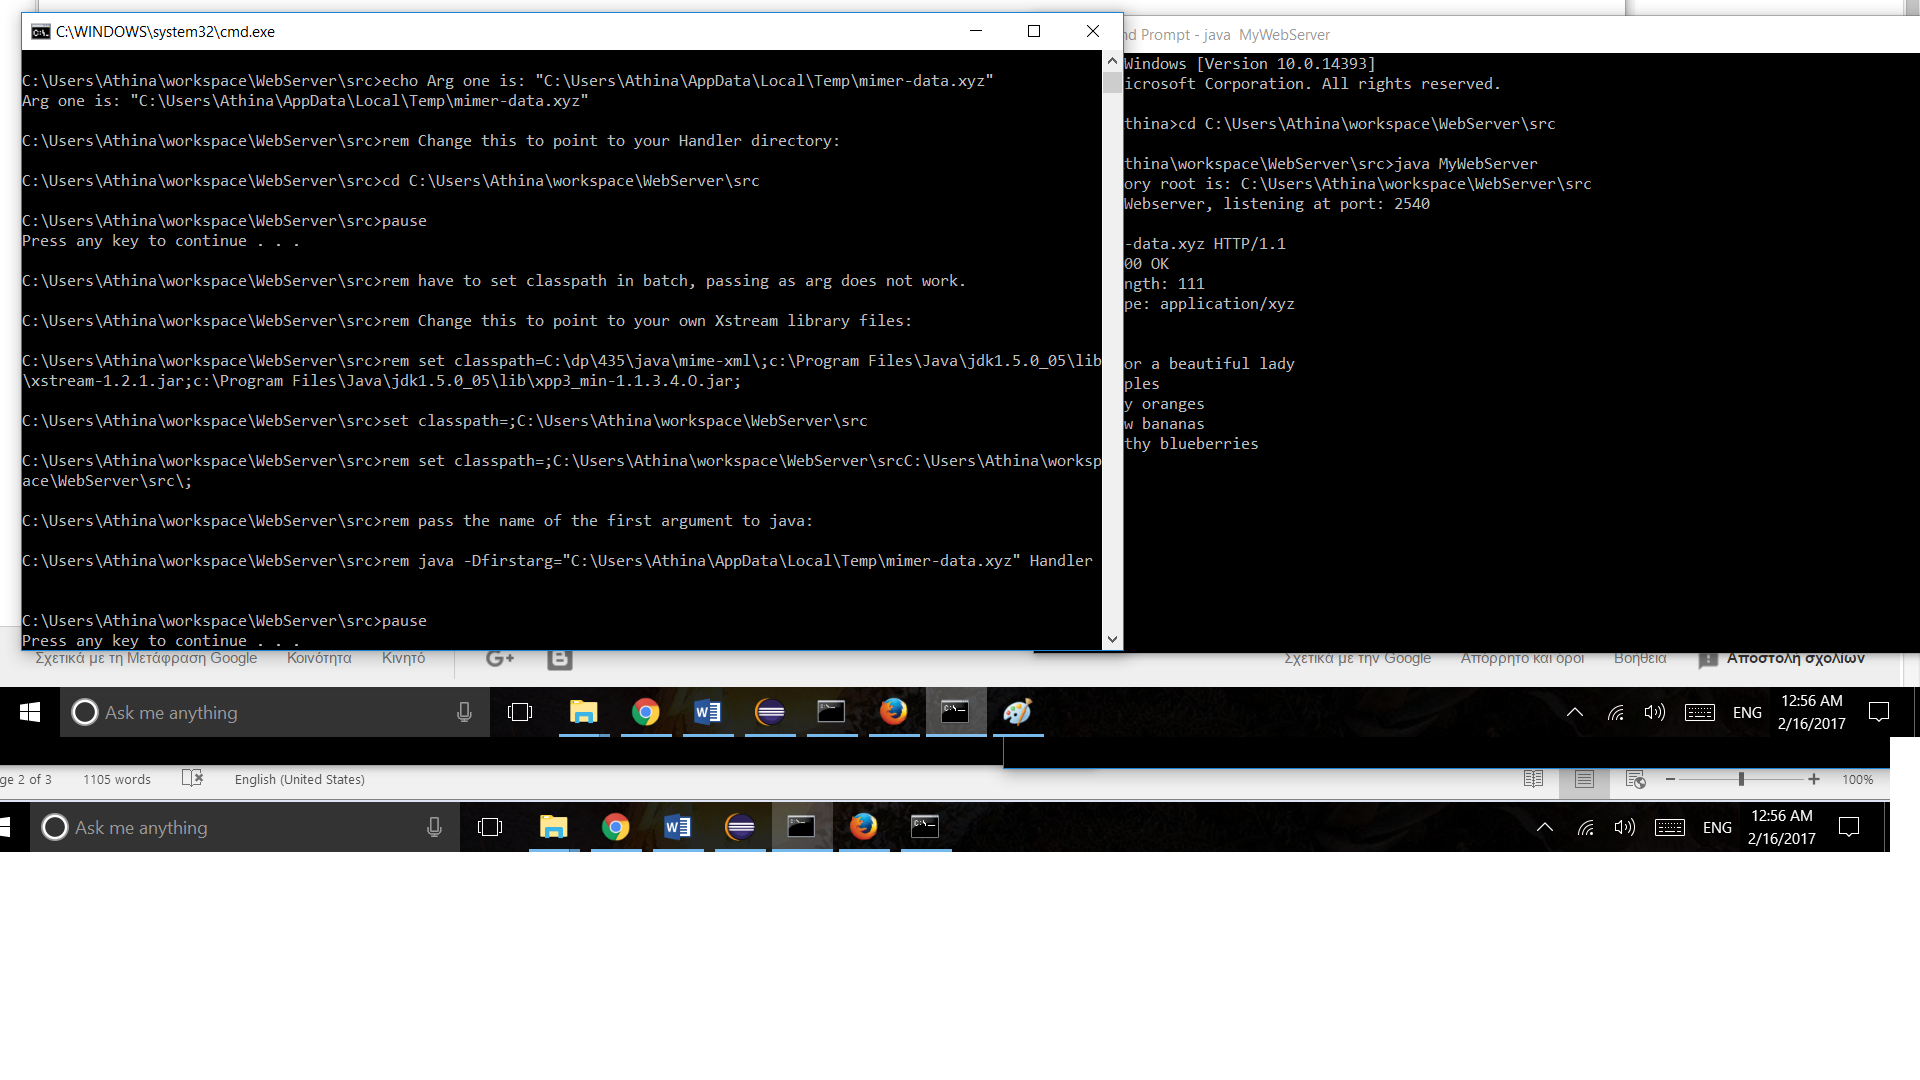 C:\WINDOWS\system32\cmd.exe
C:\Users\Athina\workspace\WebServer\src>echo Arg one is: "C:\Users\Athina\AppData\Local\Temp\mimer-data.xyz"
Arg one is: "C:\Users\Athina\AppData\Local\Temp\mimer-data.xyz"
C:\Users\Athina\workspace\WebServer\src>rem Change this to point to your Handler directory:
C:\Users\Athina\workspace\WebServer\src>cd C:\Users\Athina\workspace\WebServer\src
C:\Users\Athina\workspace\WebServer\src>pause
Press any key to continue . . .
C:\Users\Athina\workspace\WebServer\src>rem have to set classpath in batch, passing as arg does not work.
C:\Users\Athina\workspace\WebServer\src>rem Change this to point to your own Xstream library files:
C:\Users\Athina\workspace\WebServer\src>rem set classpath=C:\dp\435\java\mime-xml\;c:\Program Files\Java\jdk1.5.0_05\lib
\xstream-1.2.1.jar;c:\Program Files\Java\jdk1.5.0_05\lib\xpp3_min-1.1.3.4.O.jar;
C:\Users\Athina\workspace\WebServer\src>set classpath=;C:\Users\Athina\workspace\WebServer\src
C:\Users\Athina\workspace\WebServer\src>rem set classpath=;C:\Users\Athina\workspace\WebServer\srcC:\Users\Athina\worksp
ace\WebServer\src\;
C:\Users\Athina\workspace\WebServer\src>rem pass the name of the first argument to java:
C:\Users\Athina\workspace\WebServer\src>rem java -Dfirstarg="C:\Users\Athina\AppData\Local\Temp\mimer-data.xyz" Handler
C:\Users\Athina\workspace\WebServer\src>pause
Press any key to continue . . .
nd Prompt - java  MyWebServer
Windows [Version 10.0.14393]
icrosoft Corporation. All rights reserved.
thina>cd C:\Users\Athina\workspace\WebServer\src
thina\workspace\WebServer\src>java MyWebServer
ory root is: C:\Users\Athina\workspace\WebServer\src
Webserver, listening at port: 2540
-data.xyz HTTP/1.1
00 OK
ngth: 111
pe: application/xyz
or a beautiful lady
ples
y oranges
w bananas
thy blueberries
Σχετικά με τη Μετάφραση Google Κοινότητα Κινητό G+ Σχετικά με την Google Απόρρητο και όροι Βοήθεια Αποστολή σχολίων
Ask me anything ENG 12:56 AM
2/16/2017
ge 2 of 3 1105 words English (United States) 100%
Ask me anything ENG 12:56 AM
2/16/2017